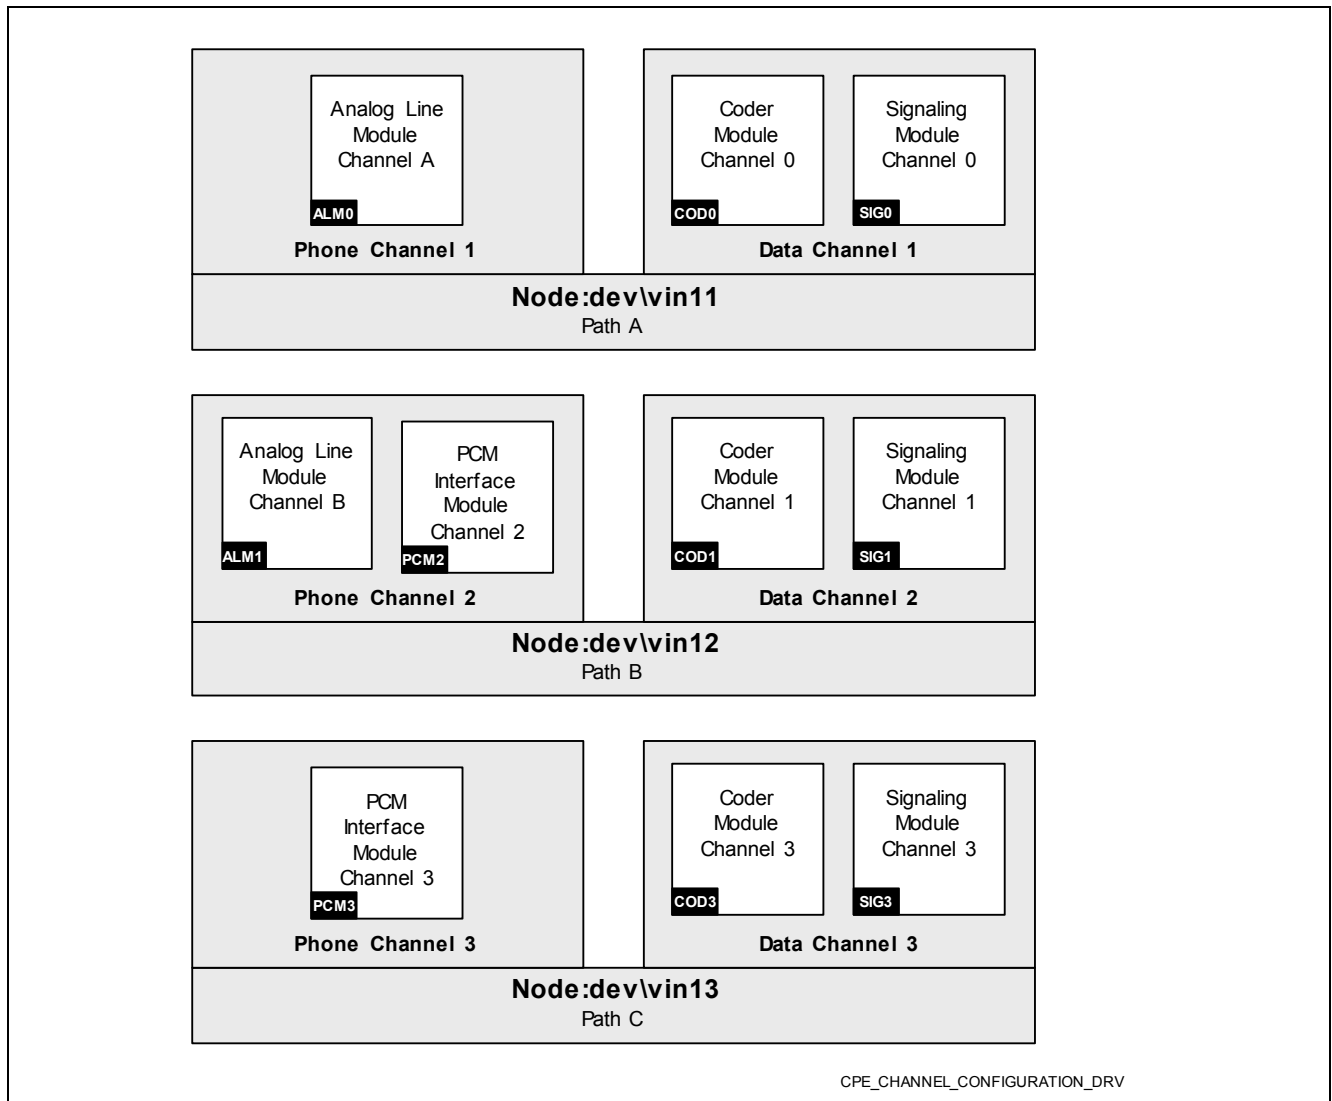 Analog Line
Module
Channel A
ALM0
Phone Channel 1
Coder
Module
Channel 0
COD0
Signaling
Module
Channel 0
SIG0
Data Channel 1
Node:dev\vin11
Path A
Analog Line
Module
Channel B
ALM1
PCM
Interface
Module
Channel 2
PCM2
Phone Channel 2
Coder
Module
Channel 1
COD1
Signaling
Module
Channel 1
SIG1
Data Channel 2
Node:dev\vin12
Path B
PCM
Interface
Module
Channel 3
PCM3
Phone Channel 3
Coder
Module
Channel 3
COD3
Signaling
Module
Channel 3
SIG3
Data Channel 3
Node:dev\vin13
Path C
CPE_CHANNEL_CONFIGURATION_DRV